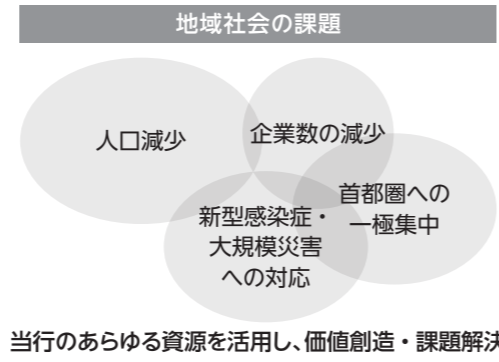 地域社会の課題
人口減少
企業数の減少
首都圏への
一極集中
新型感染症・
大規模災害
への対応
当行のあらゆる資源を活用し、価値創造・課題解決